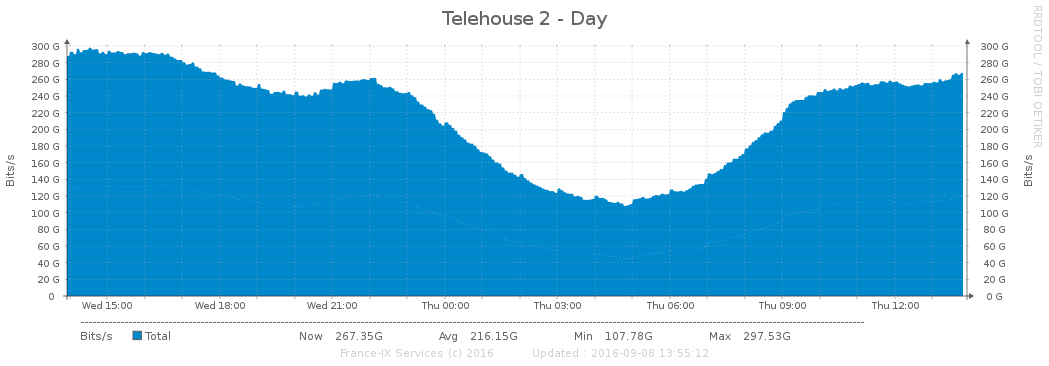 Telehouse 2 - Day
RRDTOOL / TOBI OETIKER
Bits/s
300 G
280 G
260 G
240 G
220 G
200 G
180 G
160 G
140 G
120 G
100 G
80 G
60 G
40 G
20 G
0
300 G
280 G
260 G
240 G
220 G
200 G
180 G
160 G
140 G
120 G
100 G
80 G
60 G
40 G
20 G
0 G
Bits/s
Wed 15:00 Wed 18:00 Wed 21:00 Thu 00:00 Thu 03:00 Thu 06:00 Thu 09:00 Thu 12:00
Bits/s Total Now 267.35G Avg 216.15G Min 107.78G Max 297.53G
France-IX Services (c) 2016 Updated : 2016-09-08 13:55:12